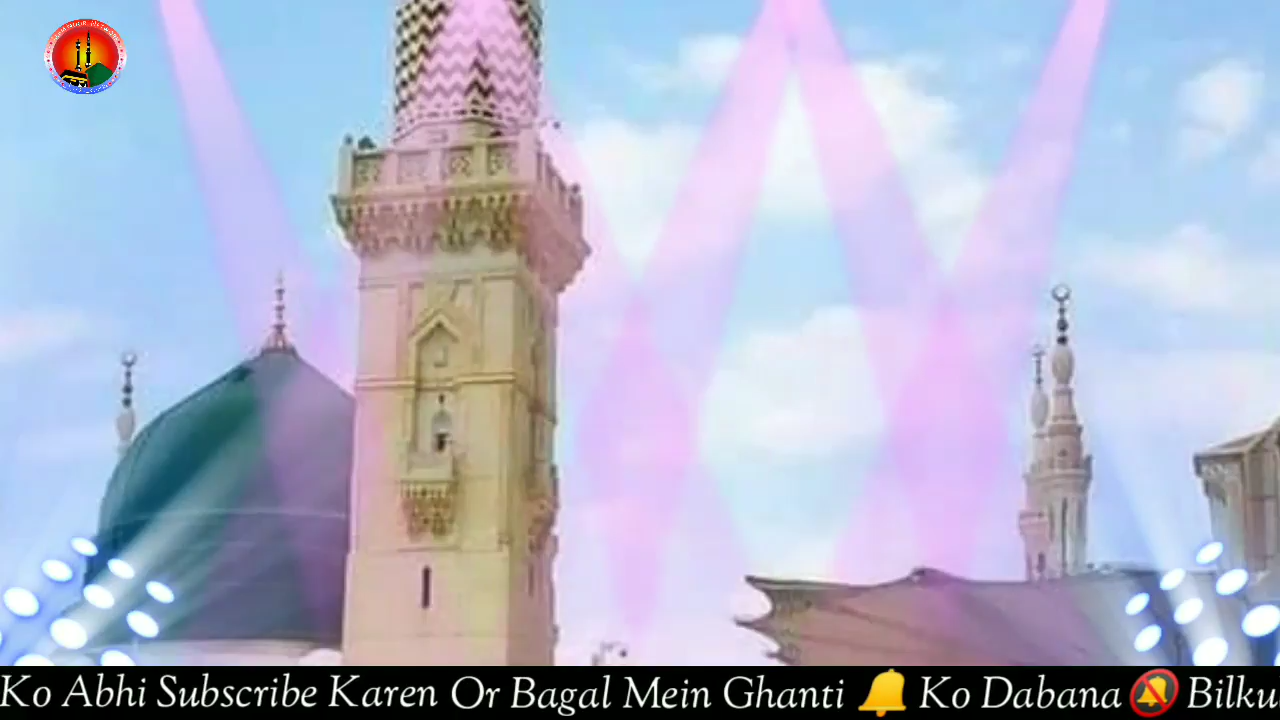 Ko Abhi Subscribe Karen Or Bagal Mein Ghanti 🔔 Ko Dabana 🔕 Bilku